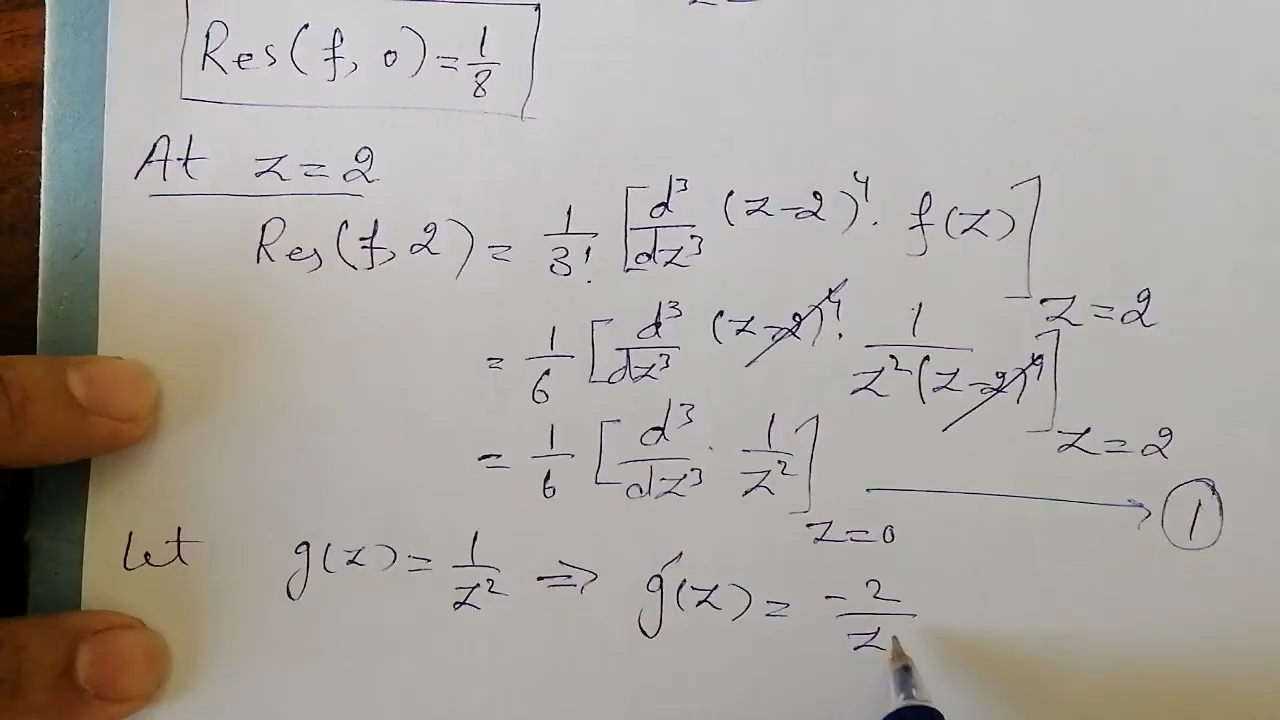 Res(f, 0) = 1/8
At z = 2
Res(f, 2) = 1/3! [d³/dz³ (z-2)⁴. f(z)] z = 2
= 1/6 [d³/dz³ (z-2)⁴. 1/z²(z-2)⁴] z = 2
= 1/6 [d³/dz³ . 1/z²] z = 0 ⟶ 1
Let g(z) = 1/z² => g′(z) = -2/z